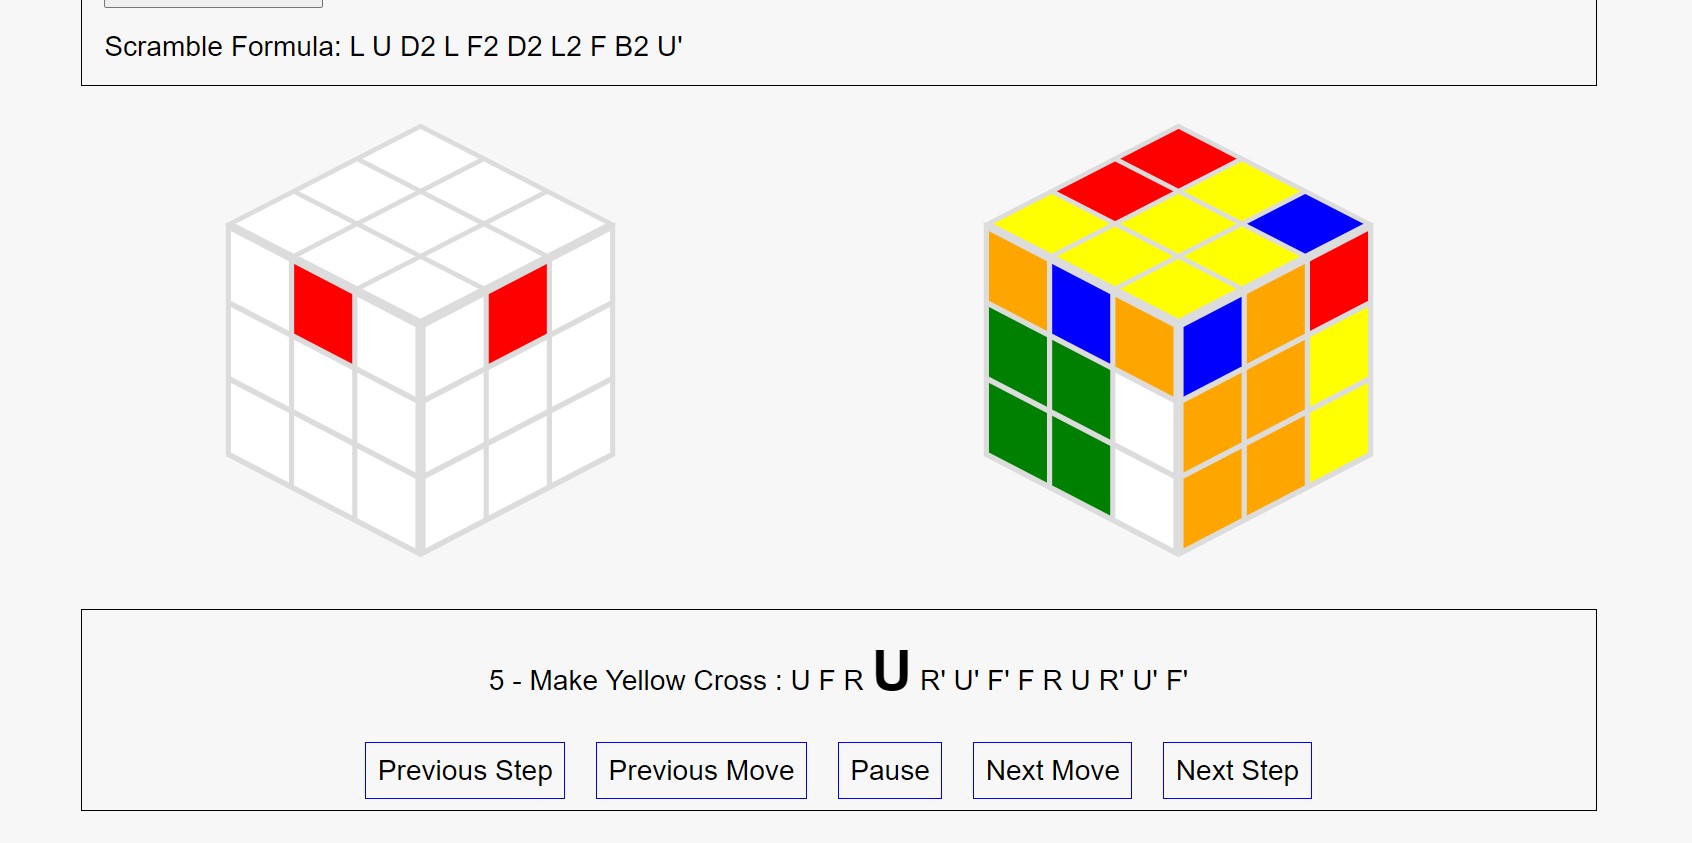 Scramble Formula: L U D2 L F2 D2 L2 F B2 U'
5 - Make Yellow Cross : U F R U R' U' F' F R U R' U' F'
Previous Step Previous Move Pause Next Move Next Step